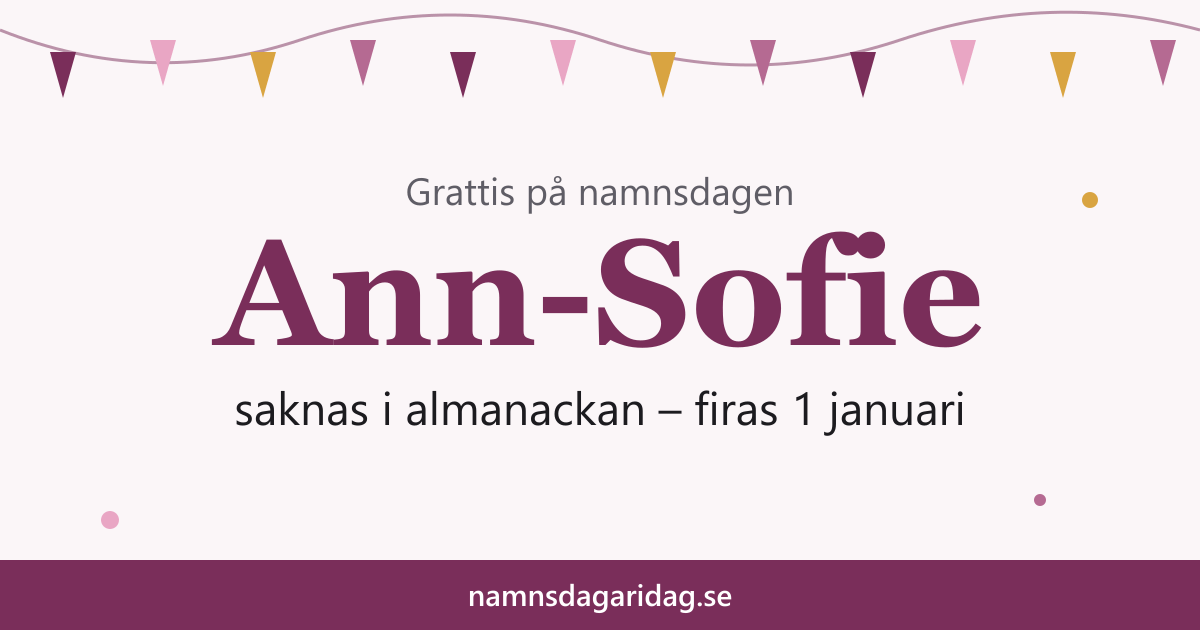 Grattis på namnsdagen
Ann-Sofie
saknas i almanackan – firas 1 januari
namnsdagaridag.se